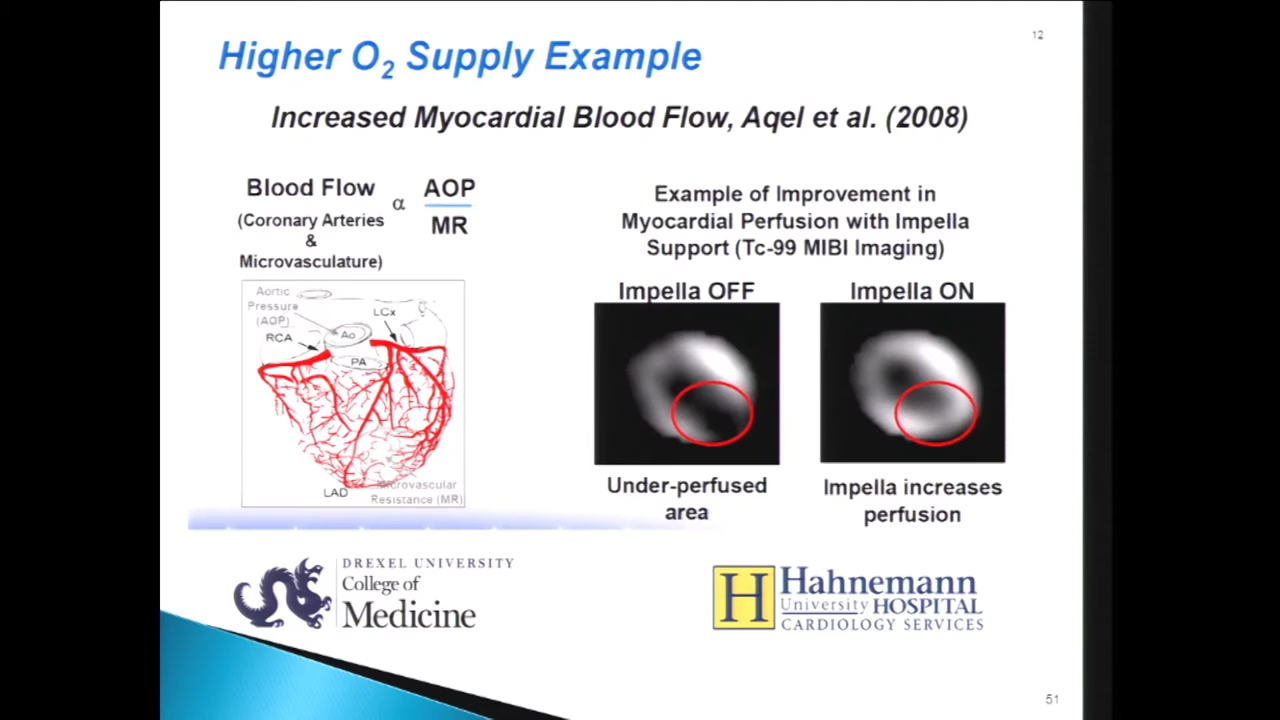 12
Higher O2 Supply Example
Increased Myocardial Blood Flow, Aqel et al. (2008)
Blood Flow
(Coronary Arteries
&
Microvasculature)
α
AOP
MR
Aortic
Pressure
(AOP)
RCA
LCx
Ao
PA
LAD
Microvascular
Resistance (MR)
Example of Improvement in
Myocardial Perfusion with Impella
Support (Tc-99 MIBI Imaging)
Impella OFF
Impella ON
Under-perfused
area
Impella increases
perfusion
DREXEL UNIVERSITY
College of
Medicine
H
Hahnemann
University HOSPITAL
CARDIOLOGY SERVICES
51